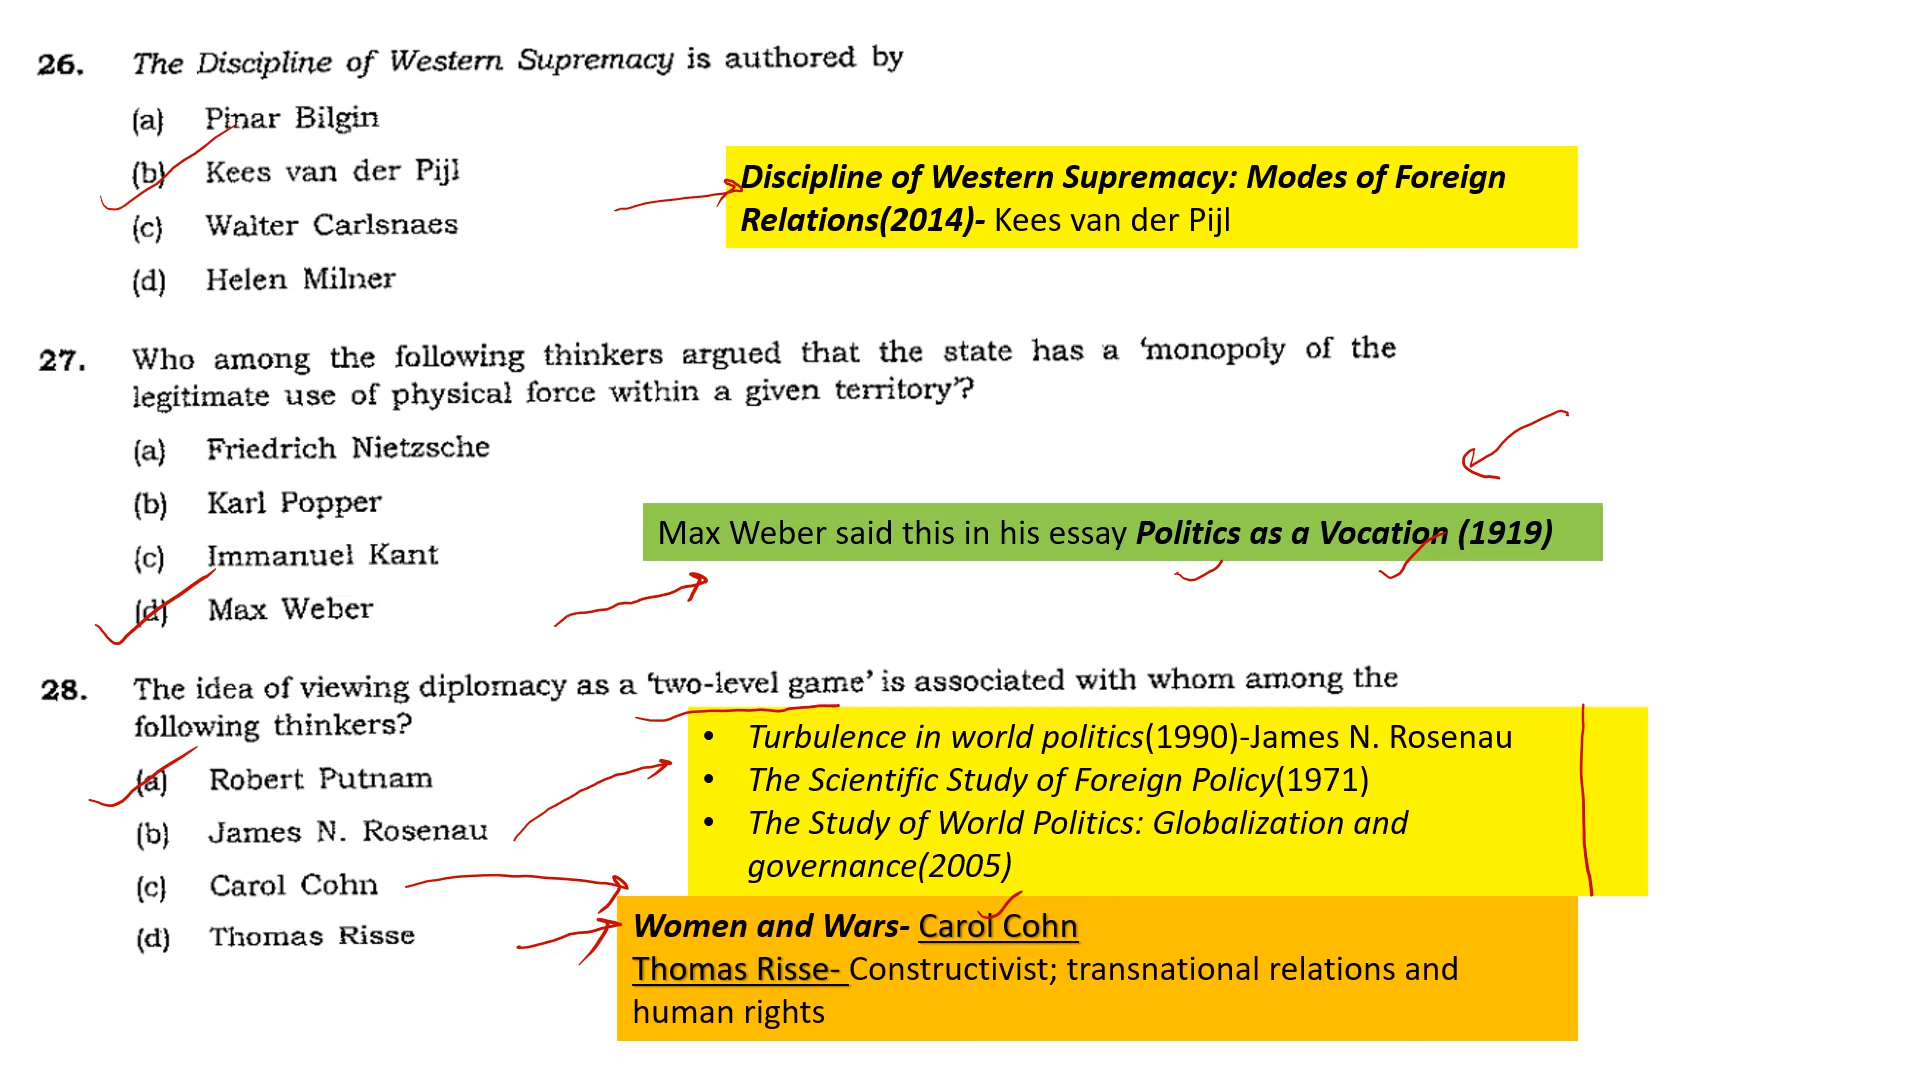 26. The Discipline of Western Supremacy is authored by
(a) Pinar Bilgin
(b) Kees van der Pijl
(c) Walter Carlsnaes
(d) Helen Milner
Discipline of Western Supremacy: Modes of Foreign
Relations(2014)- Kees van der Pijl
27. Who among the following thinkers argued that the state has a 'monopoly of the
legitimate use of physical force within a given territory'?
(a) Friedrich Nietzsche
(b) Karl Popper
(c) Immanuel Kant
(d) Max Weber
Max Weber said this in his essay Politics as a Vocation (1919)
28. The idea of viewing diplomacy as a 'two-level game' is associated with whom among the
following thinkers?
(a) Robert Putnam
(b) James N. Rosenau
(c) Carol Cohn
(d) Thomas Risse
• Turbulence in world politics(1990)-James N. Rosenau
• The Scientific Study of Foreign Policy(1971)
• The Study of World Politics: Globalization and
governance(2005)
Women and Wars- Carol Cohn
Thomas Risse- Constructivist; transnational relations and
human rights